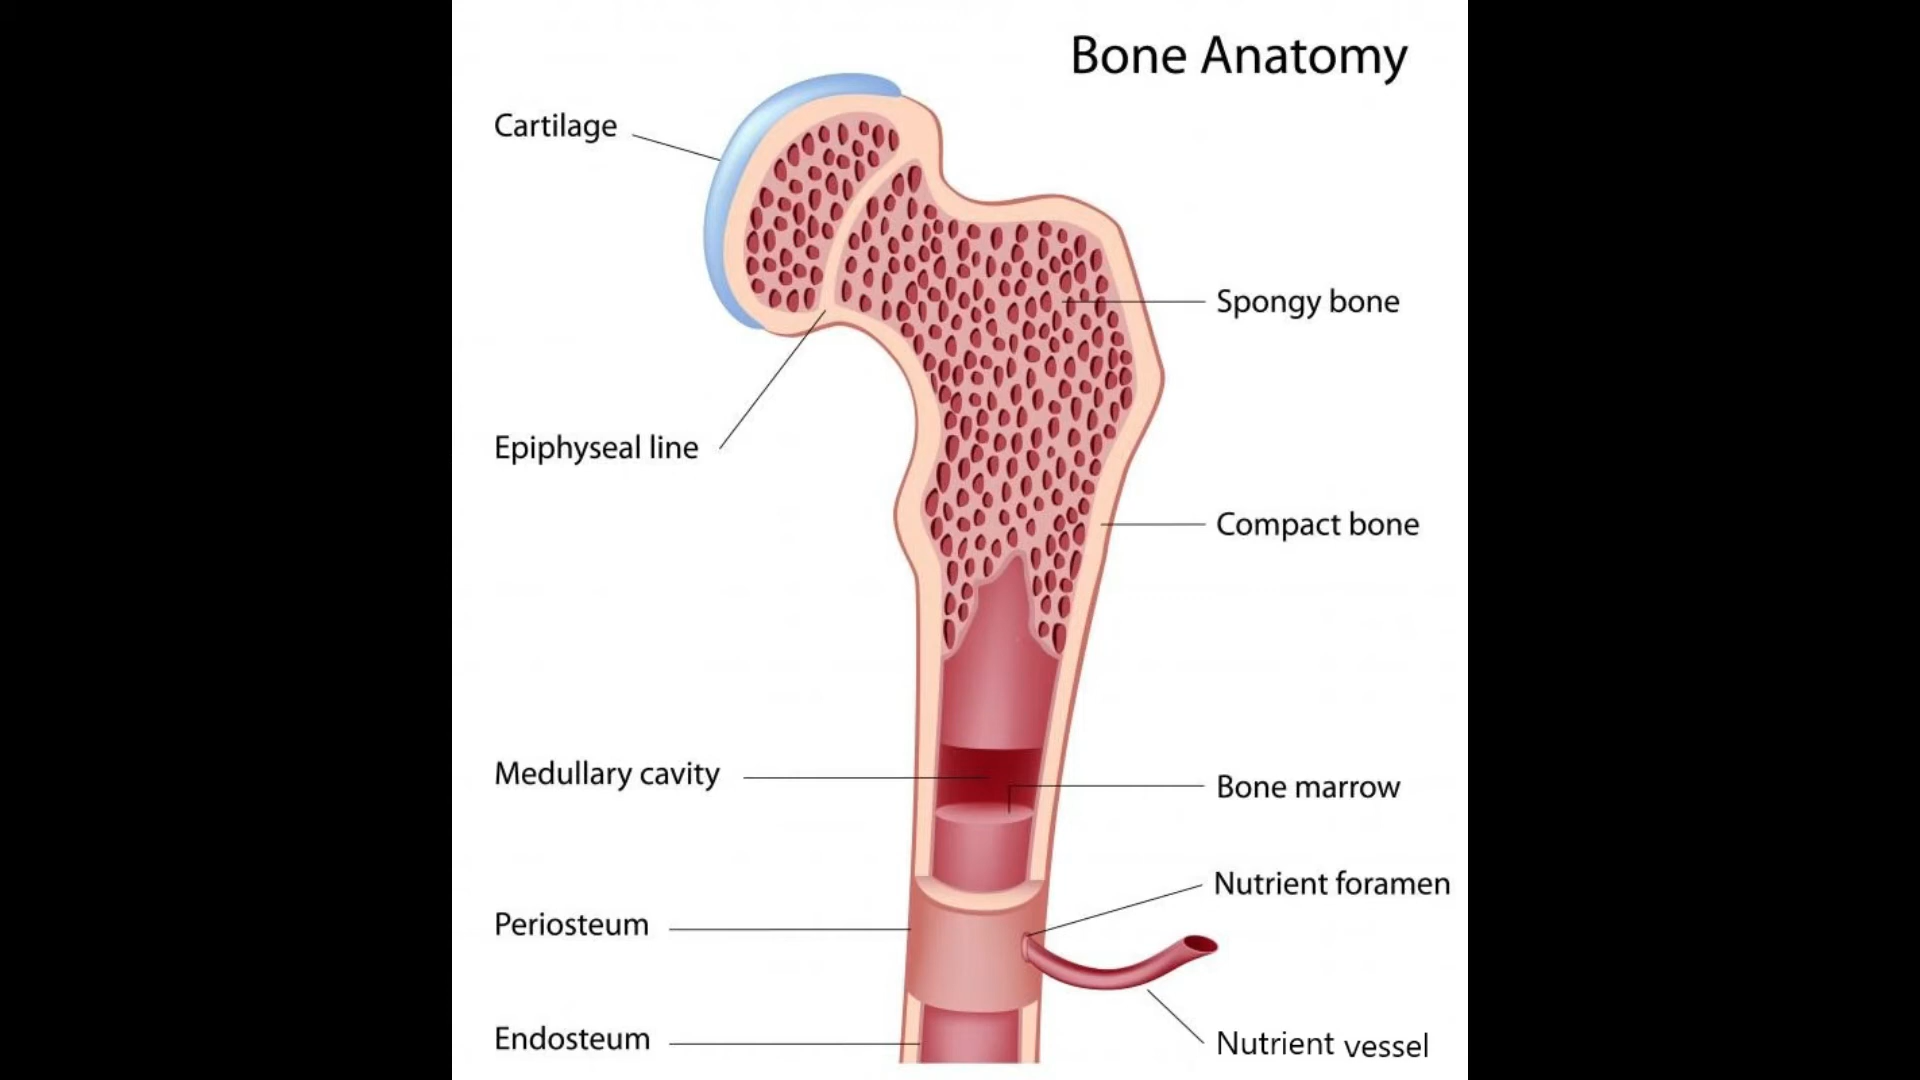 Bone Anatomy
Cartilage
Spongy bone
Epiphyseal line
Compact bone
Medullary cavity
Bone marrow
Nutrient foramen
Periosteum
Endosteum
Nutrient vessel